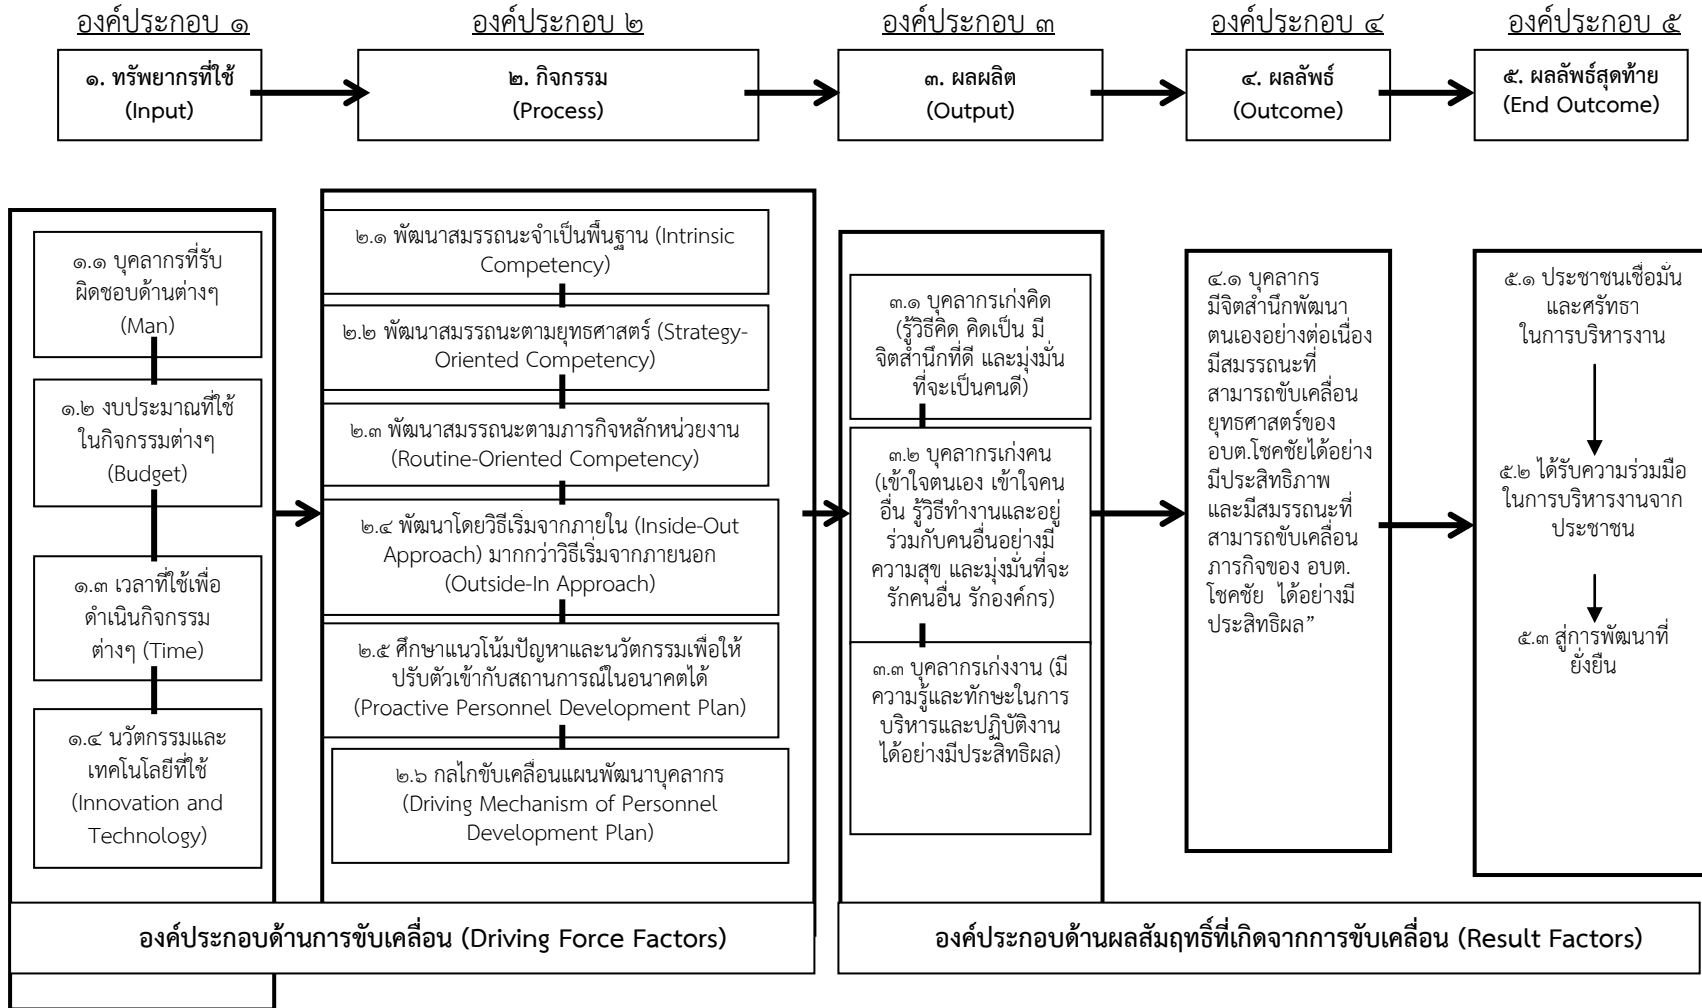 องค์ประกอบ ๑
องค์ประกอบ ๒
องค์ประกอบ ๓
องค์ประกอบ ๔
องค์ประกอบ ๕
๑. ทรัพยากรที่ใช้
(Input)
๒. กิจกรรม
(Process)
๓. ผลผลิต
(Output)
๔. ผลลัพธ์
(Outcome)
๕. ผลลัพธ์สุดท้าย
(End Outcome)
๑.๑ บุคลากรที่รับ
ผิดชอบด้านต่างๆ
(Man)
๑.๒ งบประมาณที่ใช้
ในกิจกรรมต่างๆ
(Budget)
๑.๓ เวลาที่ใช้เพื่อ
ดำเนินกิจกรรม
ต่างๆ (Time)
๑.๔ นวัตกรรมและ
เทคโนโลยีที่ใช้
(Innovation and
Technology)
๒.๑ พัฒนาสมรรถนะจำเป็นพื้นฐาน (Intrinsic
Competency)
๒.๒ พัฒนาสมรรถนะตามยุทธศาสตร์ (Strategy-
Oriented Competency)
๒.๓ พัฒนาสมรรถนะตามภารกิจหลักหน่วยงาน
(Routine-Oriented Competency)
๒.๔ พัฒนาโดยวิธีเริ่มจากภายใน (Inside-Out
Approach) มากกว่าวิธีเริ่มจากภายนอก
(Outside-In Approach)
๒.๕ ศึกษาแนวโน้มปัญหาและนวัตกรรมเพื่อให้
ปรับตัวเข้ากับสถานการณ์ในอนาคตได้
(Proactive Personnel Development Plan)
๒.๖ กลไกขับเคลื่อนแผนพัฒนาบุคลากร
(Driving Mechanism of Personnel
Development Plan)
๓.๑ บุคลากรเก่งคิด
(รู้วิธีคิด คิดเป็น มี
จิตสำนึกที่ดี และมุ่งมั่น
ที่จะเป็นคนดี)
๓.๒ บุคลากรเก่งคน
(เข้าใจตนเอง เข้าใจคน
อื่น รู้วิธีทำงานและอยู่
ร่วมกับคนอื่นอย่างมี
ความสุข และมุ่งมั่นที่จะ
รักคนอื่น รักองค์กร)
๓.๓ บุคลากรเก่งงาน (มี
ความรู้และทักษะในการ
บริหารและปฏิบัติงาน
ได้อย่างมีประสิทธิผล)
๔.๑ บุคลากร
มีจิตสำนึกพัฒนา
ตนเองอย่างต่อเนื่อง
มีสมรรถนะที่
สามารถขับเคลื่อน
ยุทธศาสตร์ของ
อบต.โชคชัยได้อย่าง
มีประสิทธิภาพ
และมีสมรรถนะที่
สามารถขับเคลื่อน
ภารกิจของ อบต.
โชคชัย ได้อย่างมี
ประสิทธิผล”
๕.๑ ประชาชนเชื่อมั่น
และศรัทธา
ในการบริหารงาน
๕.๒ ได้รับความร่วมมือ
ในการบริหารงานจาก
ประชาชน
๕.๓ สู่การพัฒนาที่
ยั่งยืน
องค์ประกอบด้านการขับเคลื่อน (Driving Force Factors)
องค์ประกอบด้านผลสัมฤทธิ์ที่เกิดจากการขับเคลื่อน (Result Factors)